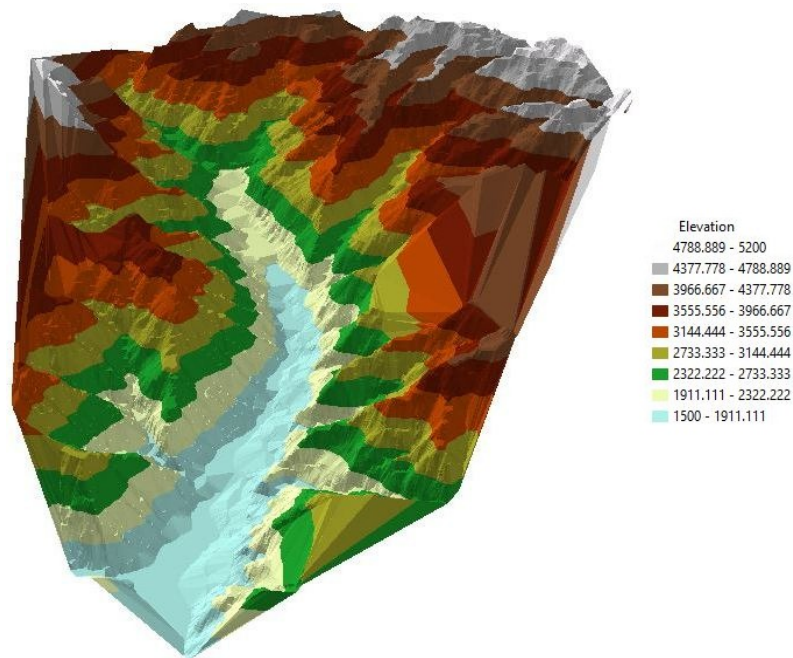 Elevation
4788.889 - 5200
4377.778 - 4788.889
3966.667 - 4377.778
3555.556 - 3966.667
3144.444 - 3555.556
2733.333 - 3144.444
2322.222 - 2733.333
1911.111 - 2322.222
1500 - 1911.111